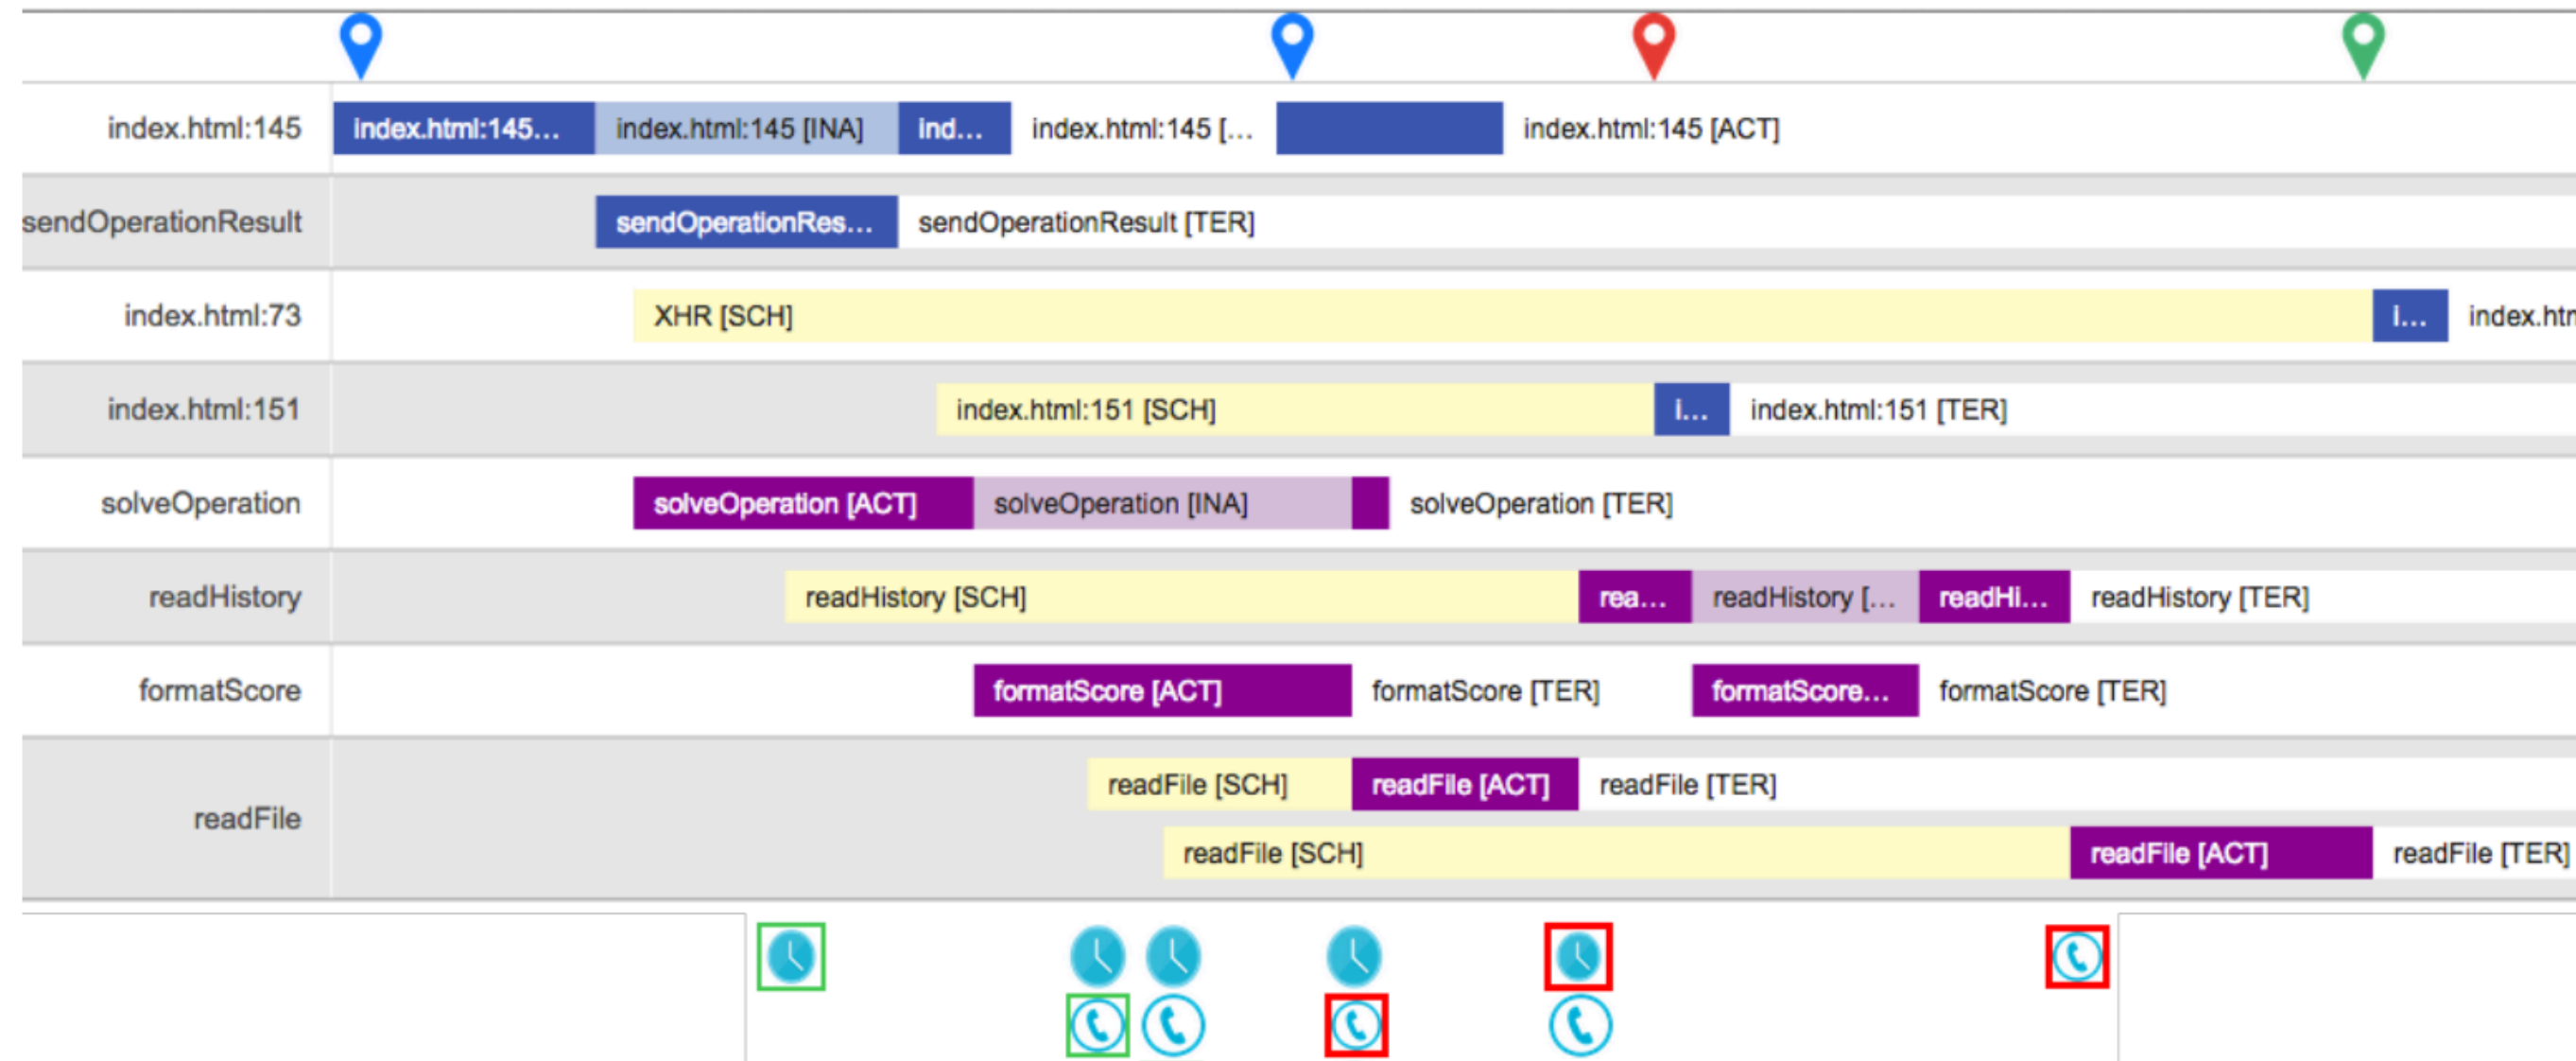 index.html:145 index.html:145... index.html:145 [INA] ind... index.html:145 [... index.html:145 [ACT]
sendOperationResult sendOperationRes... sendOperationResult [TER]
index.html:73 XHR [SCH] i... index.htm
index.html:151 index.html:151 [SCH] i... index.html:151 [TER]
solveOperation solveOperation [ACT] solveOperation [INA] solveOperation [TER]
readHistory readHistory [SCH] rea... readHistory [... readHi... readHistory [TER]
formatScore formatScore [ACT] formatScore [TER] formatScore... formatScore [TER]
readFile [SCH] readFile [ACT] readFile [TER]
readFile
readFile [SCH] readFile [ACT] readFile [TER]